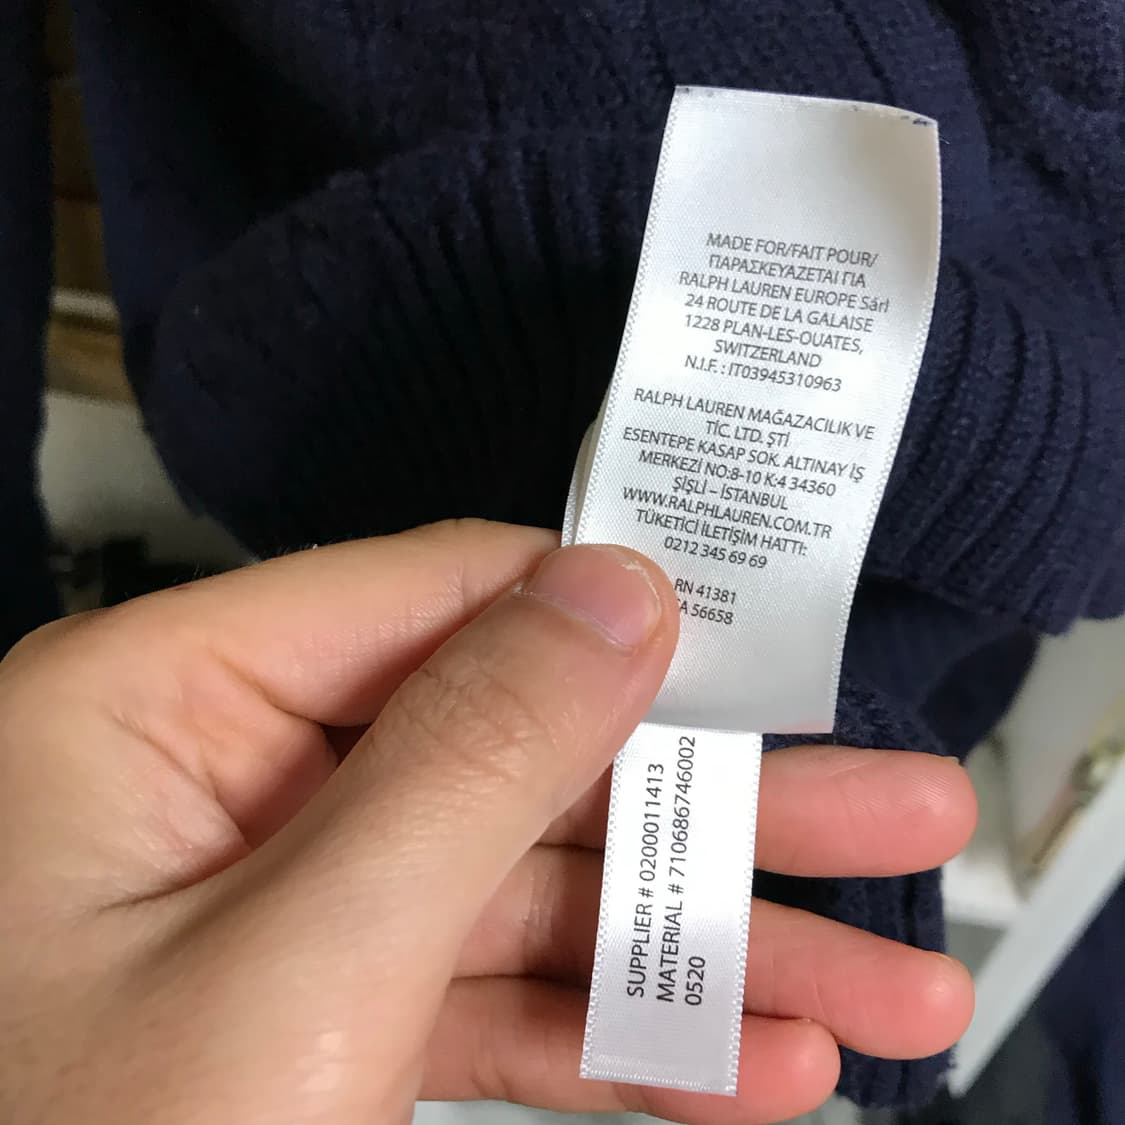 MADE FOR/FAIT POUR/
ΠΑΡΑΣΚΕΥΑΖΕΤΑΙ ΓΙΑ
RALPH LAUREN EUROPE Sárl
24 ROUTE DE LA GALAISE
1228 PLAN-LES-OUATES,
SWITZERLAND
N.I.F. : IT03945310963
RALPH LAUREN MAĞAZACILIK VE
TİC. LTD. ŞTİ
ESENTEPE KASAP SOK. ALTINAY İŞ
MERKEZİ NO:8-10 K:4 34360
ŞİŞLİ – İSTANBUL
WWW.RALPHLAUREN.COM.TR
TÜKETİCİ İLETİŞİM HATTI:
0212 345 69 69
RN 41381
56658
SUPPLIER # 0200011413
MATERIAL # 710686746002
0520